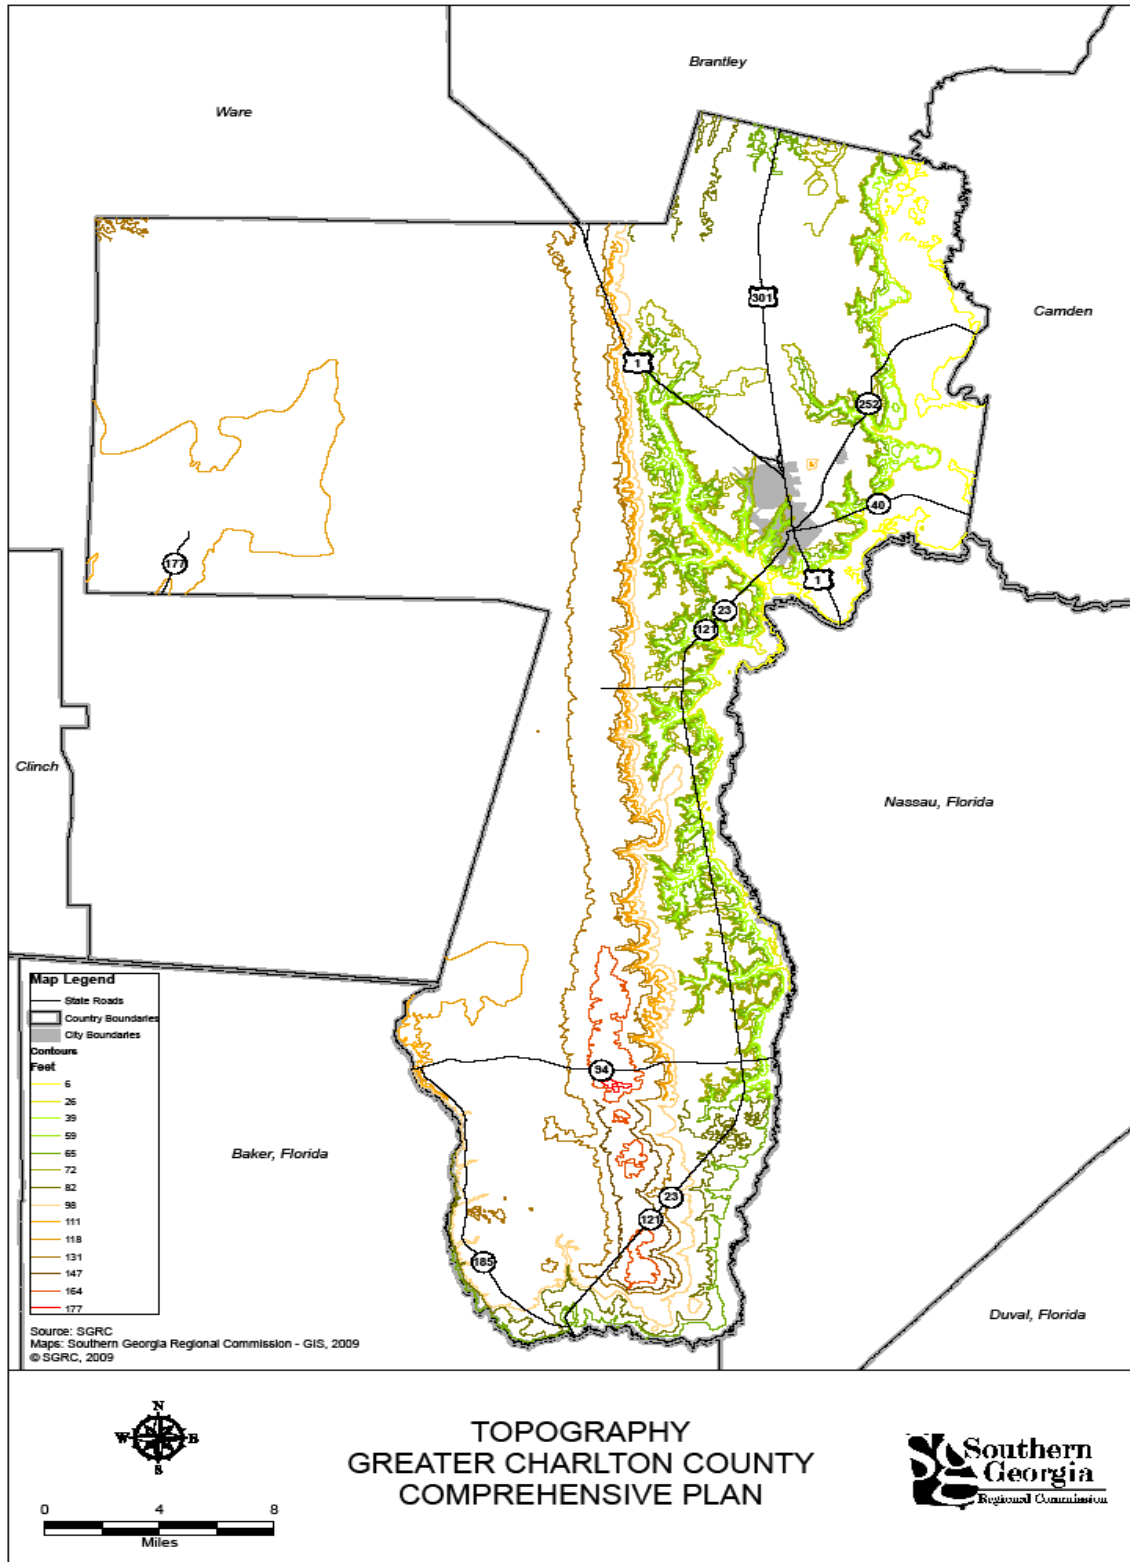 Brantley
Ware
Camden
301
1
252
40
177
1
23
121
Clinch
Nassau, Florida
Map Legend
State Roads
Country Boundaries
City Boundaries
Contours
Feet
6
26
39
59
65
72
82
98
111
118
131
147
164
177
94
Baker, Florida
23
121
185
Duval, Florida
Source: SGRC
Maps: Southern Georgia Regional Commission - GIS, 2009
© SGRC, 2009
N
W E
S
0 4 8
Miles
TOPOGRAPHY
GREATER CHARLTON COUNTY
COMPREHENSIVE PLAN
Southern
Georgia
Regional Commission